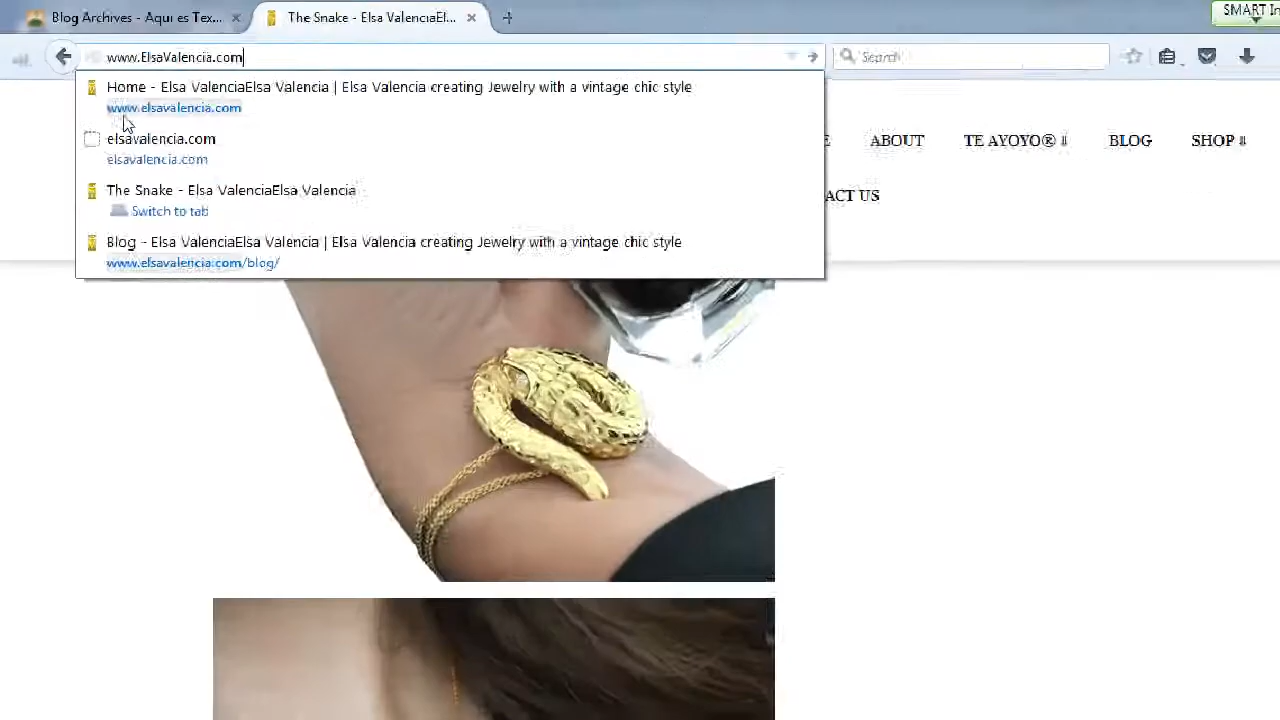 Blog Archives - Aqui es Tex...
The Snake - Elsa ValenciaEl...
SMART In
www.ElsaValencia.com
Search
Home - Elsa ValenciaElsa Valencia | Elsa Valencia creating Jewelry with a vintage chic style
www.elsavalencia.com
elsavalencia.com
elsavalencia.com
The Snake - Elsa ValenciaElsa Valencia
Switch to tab
Blog - Elsa ValenciaElsa Valencia | Elsa Valencia creating Jewelry with a vintage chic style
www.elsavalencia.com/blog/
E ABOUT TE AYOYO® ⇓ BLOG SHOP ⇓
ACT US